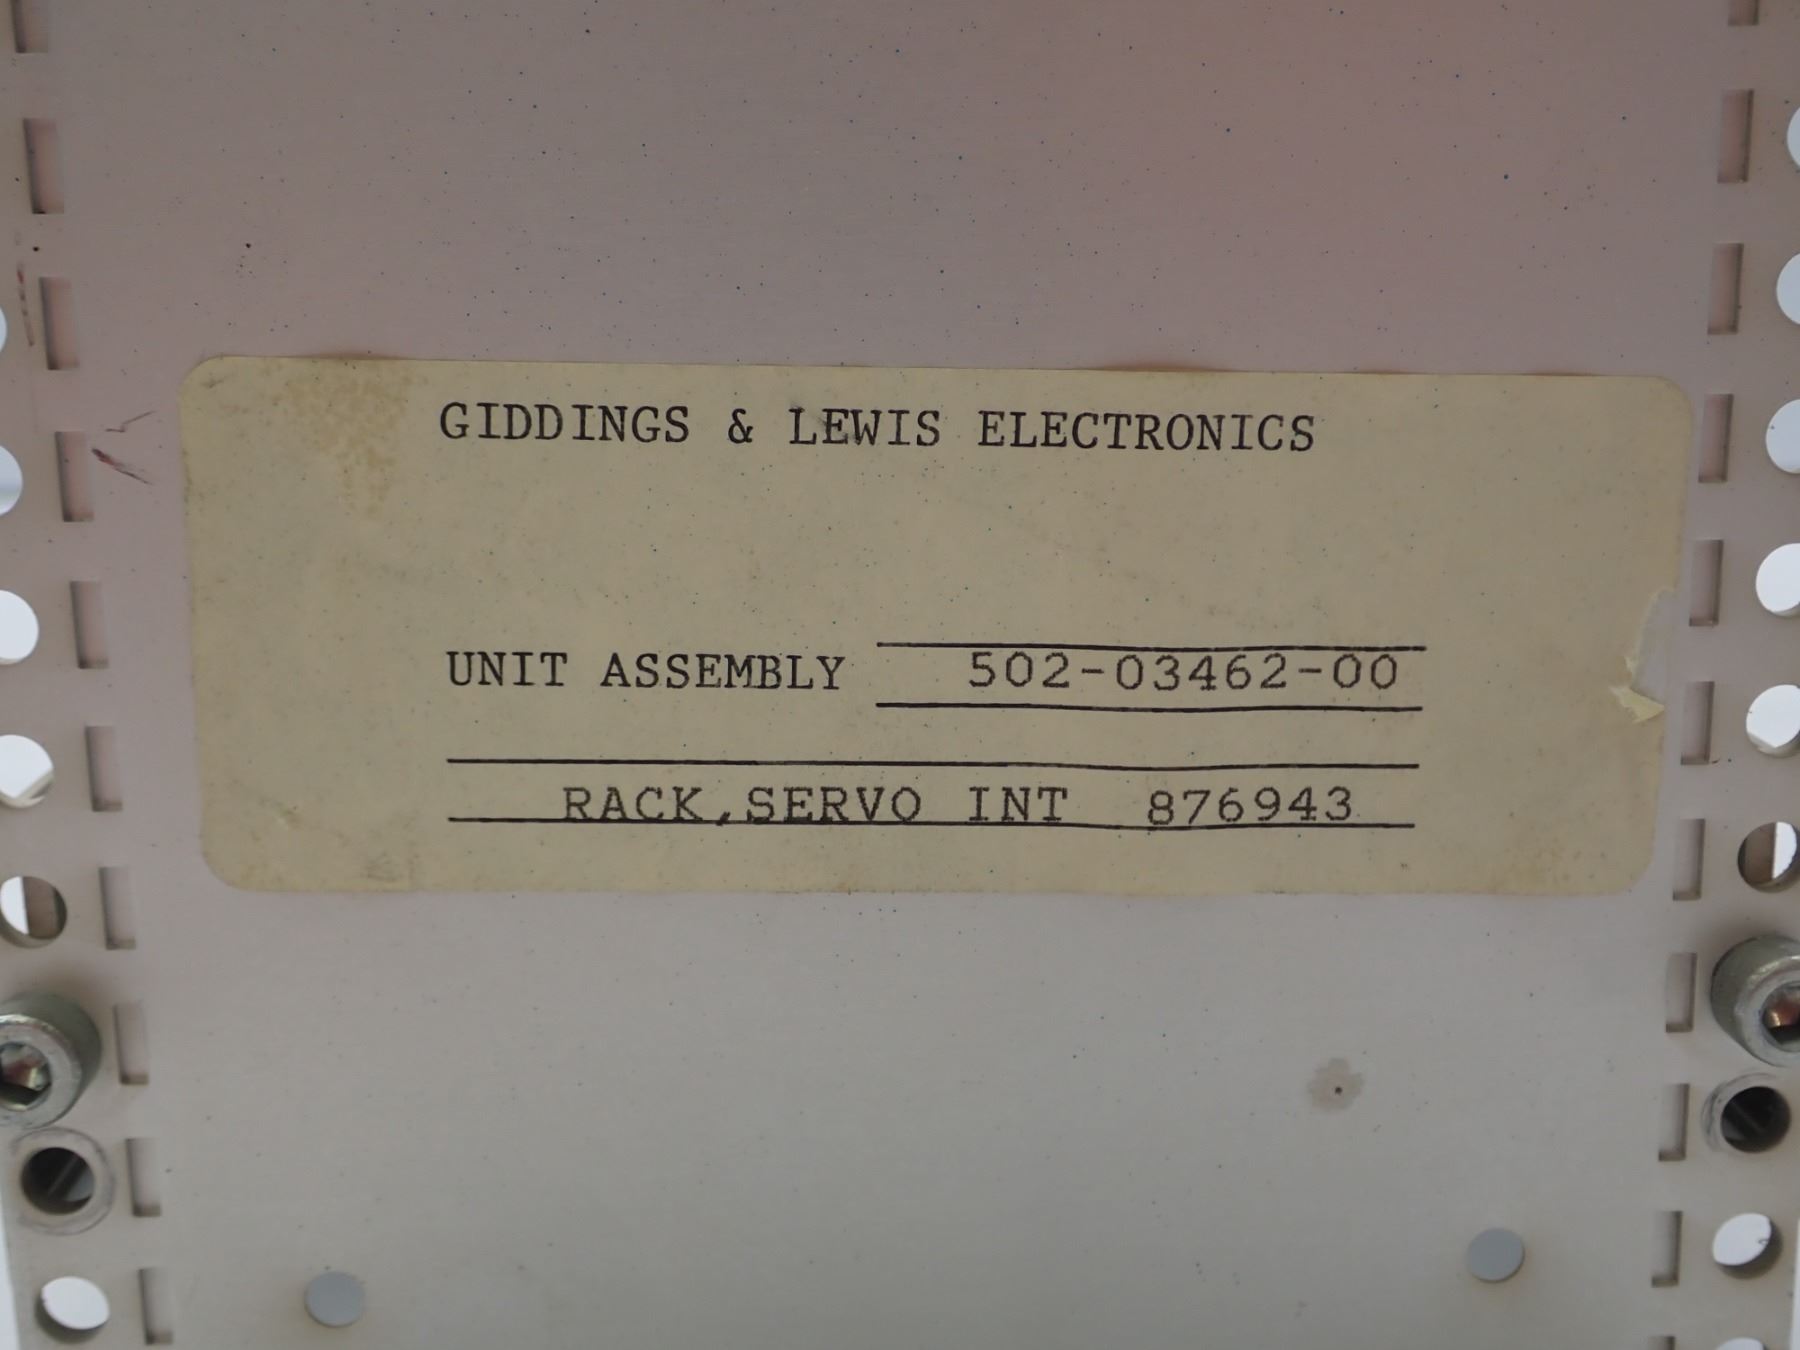 GIDDINGS & LEWIS ELECTRONICS
UNIT ASSEMBLY 502-03462-00
RACK,SERVO INT 876943